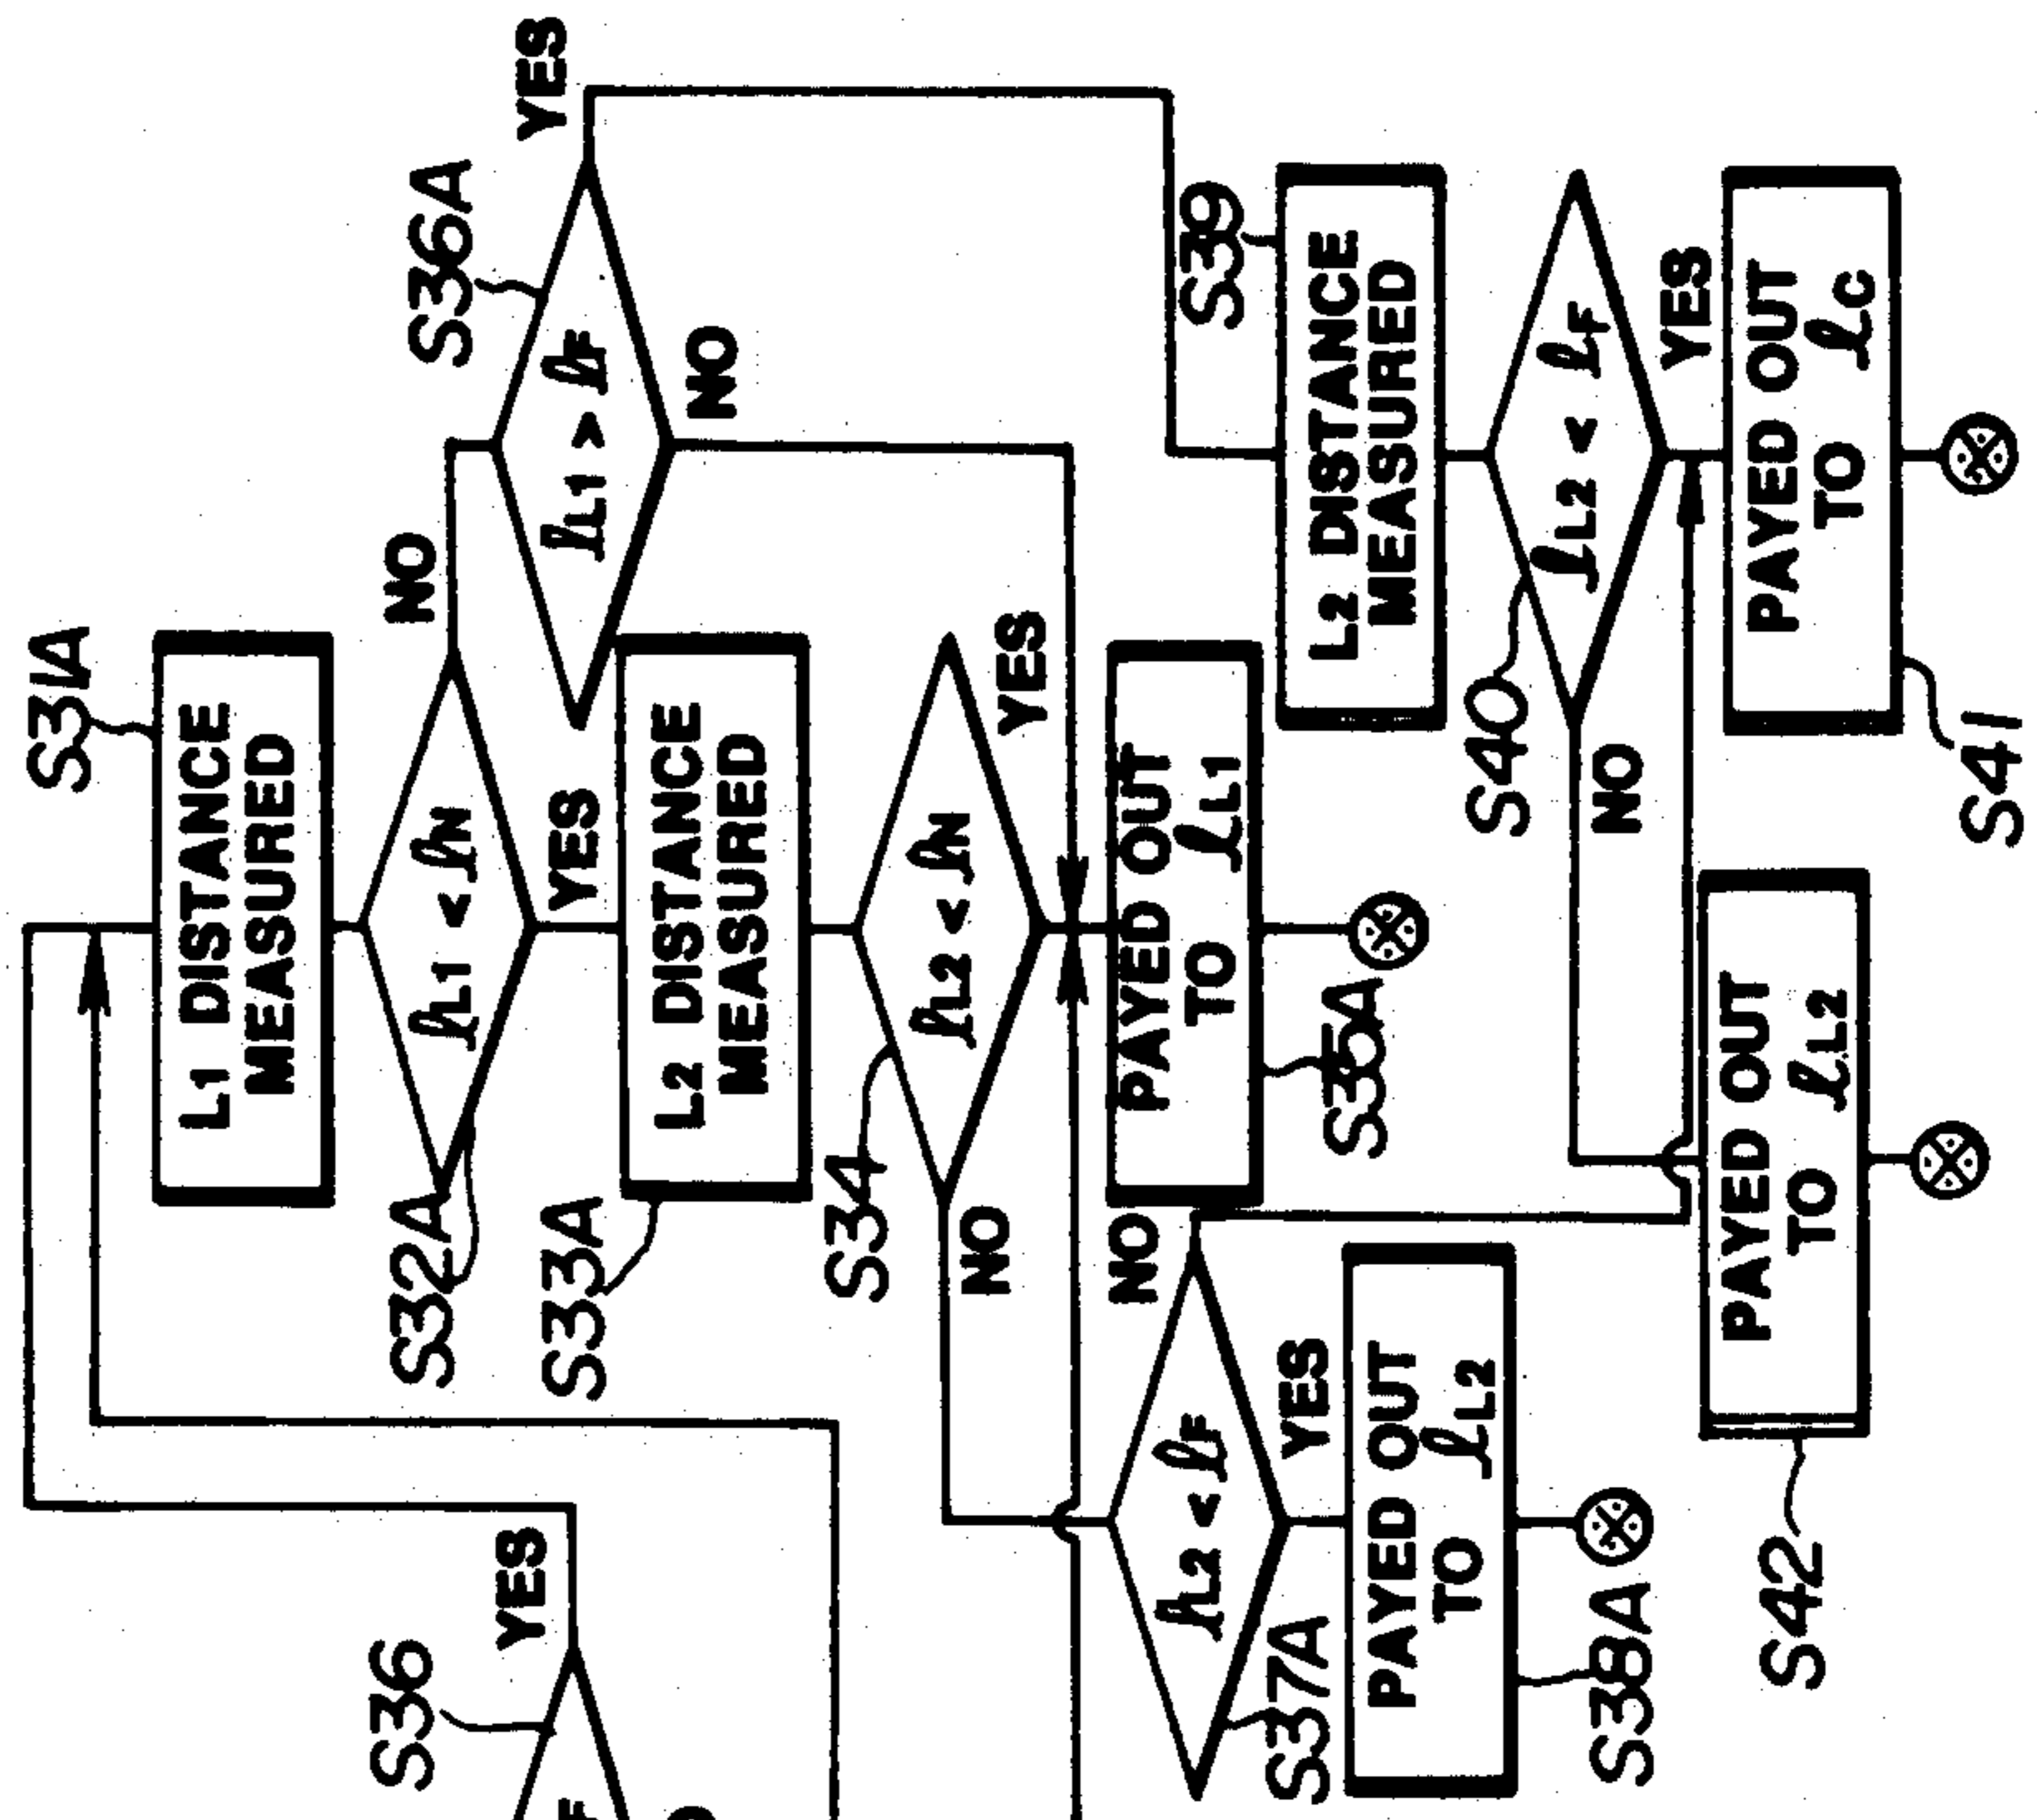 S31A
L1 DISTANCE
MEASURED
S32A
ℓL1 < ℓN
NO
YES
S36A
ℓL1 > ℓF
YES
NO
S33A
L2 DISTANCE
MEASURED
S34
ℓL2 < ℓN
YES
NO
PAYED OUT
TO ℓL1
S35A
S36
YES
F
S37A
ℓL2 < ℓF
NO
YES
PAYED OUT
TO ℓL2
S38A
S39
L2 DISTANCE
MEASURED
S40
ℓL2 < ℓF
NO
YES
PAYED OUT
TO ℓC
S41
PAYED OUT
TO ℓL2
S42